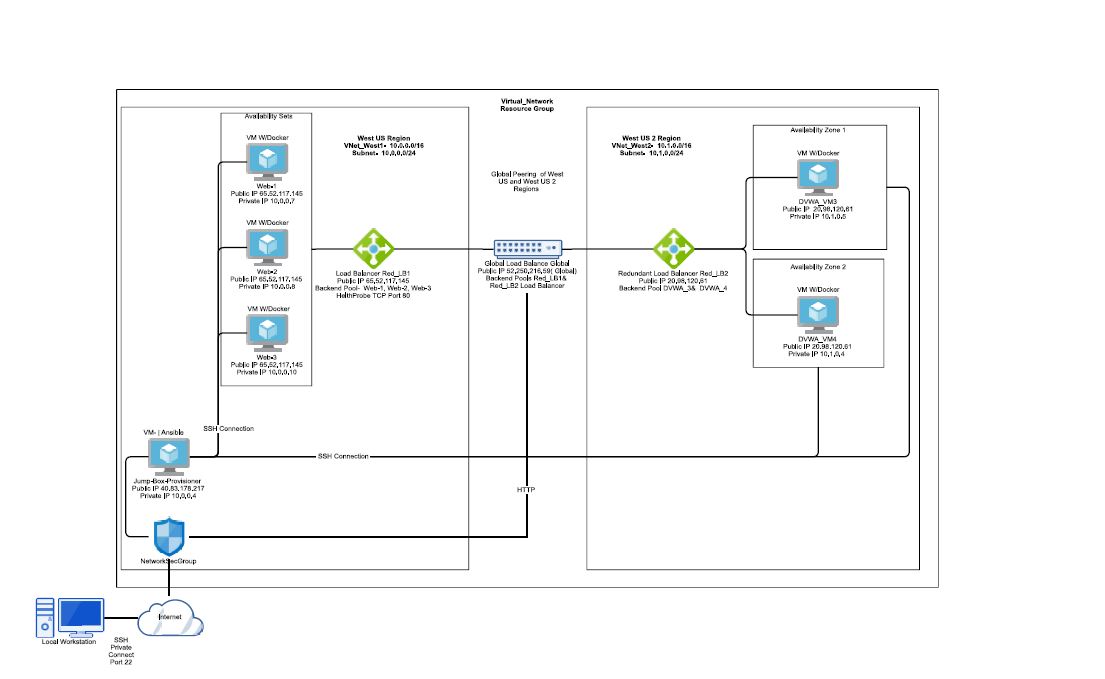 Virtual_Network
Resource Group
Availability Sets
VM W/Docker
Web-1
Public IP 65.52.117.145
Private IP 10.0.0.7
VM W/Docker
Web-2
Public IP 65.52.117.145
Private IP 10.0.0.8
VM W/Docker
Web-3
Public IP 65.52.117.145
Private IP 10.0.0.10
West US Region
VNet_West1- 10.0.0.0/16
Subnet- 10.0.0.0/24
Load Balancer Red_LB1
Public IP 65.52.117.145
Backend Pool- Web-1, Web-2, Web-3
HelthProbe TCP Port 80
Global Peering of West
US and West US 2
Regions
Global Load Balance Global
Public IP 52.250.216.59( Global)
Backend Pools Red_LB1&
Red_LB2 Load Balancer
West US 2 Region
VNet_West2- 10.1.0.0/16
Subnet- 10.1.0.0/24
Redundant Load Balancer Red_LB2
Public IP 20.98.120.61
Backend Pool DVWA_3& DVWA_4
Availability Zone 1
VM W/Docker
DVWA_VM3
Public IP 20.98.120.61
Private IP 10.1.0.5
Availability Zone 2
VM W/Docker
DVWA_VM4
Public IP 20.98.120.61
Private IP 10.1.0.4
SSH Connection
VM- | Ansible
SSH Connection
Jump-Box-Provisioner
Public IP 40.83.178.217
Private IP 10.0.0.4
HTTP
NetworkSecGroup
Internet
Local Workstation
SSH
Private
Connect
Port 22